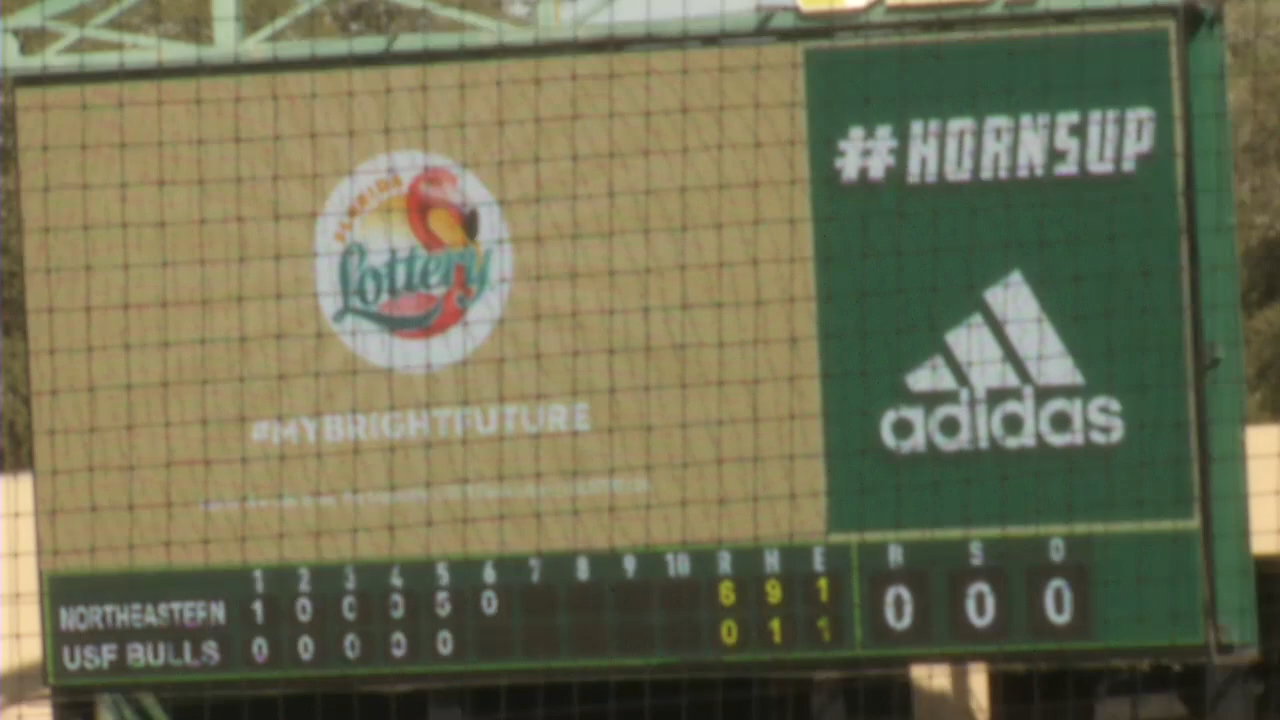 #HORNSUP
FLORIDA
Lottery
adidas
#MYBRIGHTFUTURE
1 2 3 4 5 6 7 8 9 10 R H E B S O
NORTHEASTERN 1 0 0 0 5 0 6 9 1 0 0 0
USF BULLS 0 0 0 0 0 0 1 1